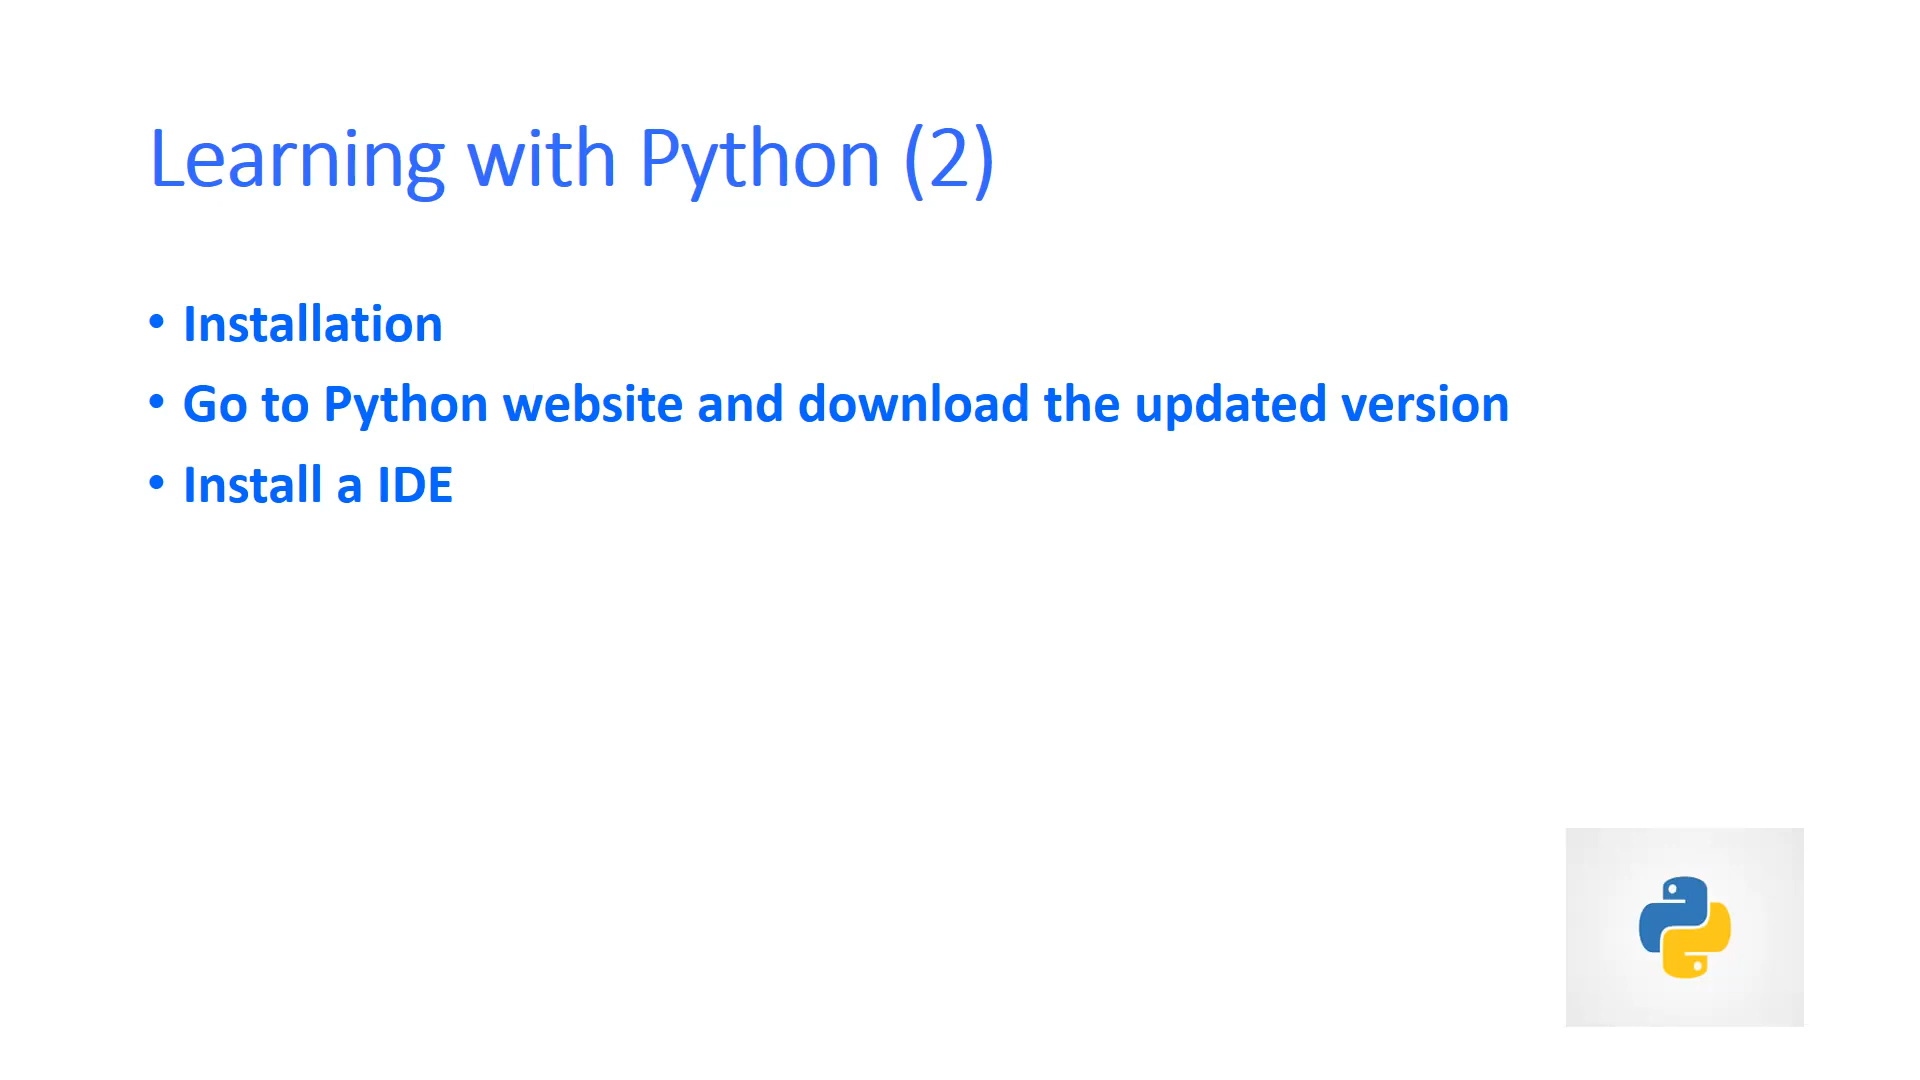 Learning with Python (2)
• Installation
• Go to Python website and download the updated version
• Install a IDE